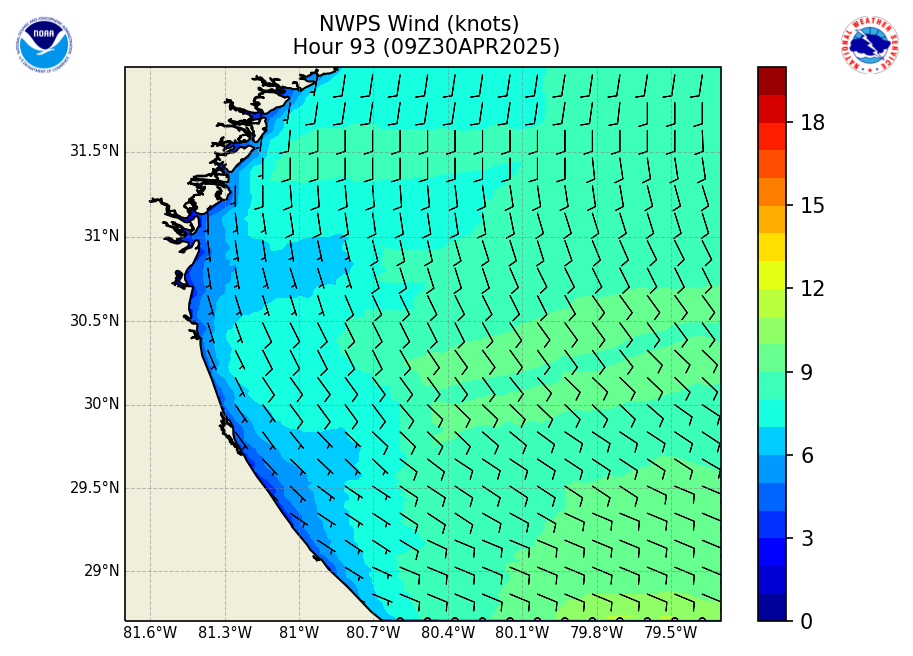 NWPS Wind (knots)
Hour 93 (09Z30APR2025)
NOAA
NATIONAL WEATHER SERVICE
31.5°N
31°N
30.5°N
30°N
29.5°N
29°N
81.6°W 81.3°W 81°W 80.7°W 80.4°W 80.1°W 79.8°W 79.5°W
18
15
12
9
6
3
0